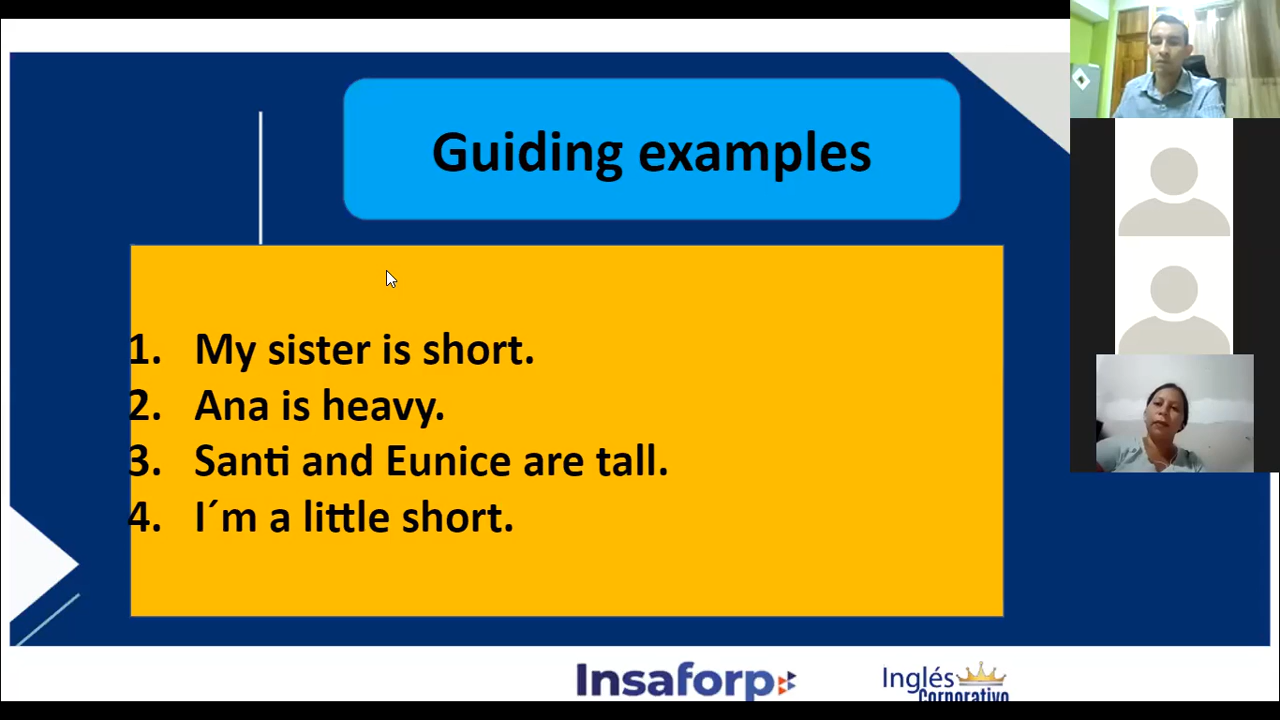 Guiding examples
1. My sister is short.
2. Ana is heavy.
3. Santi and Eunice are tall.
4. I´m a little short.
Insaforp
Inglés
Corporativo